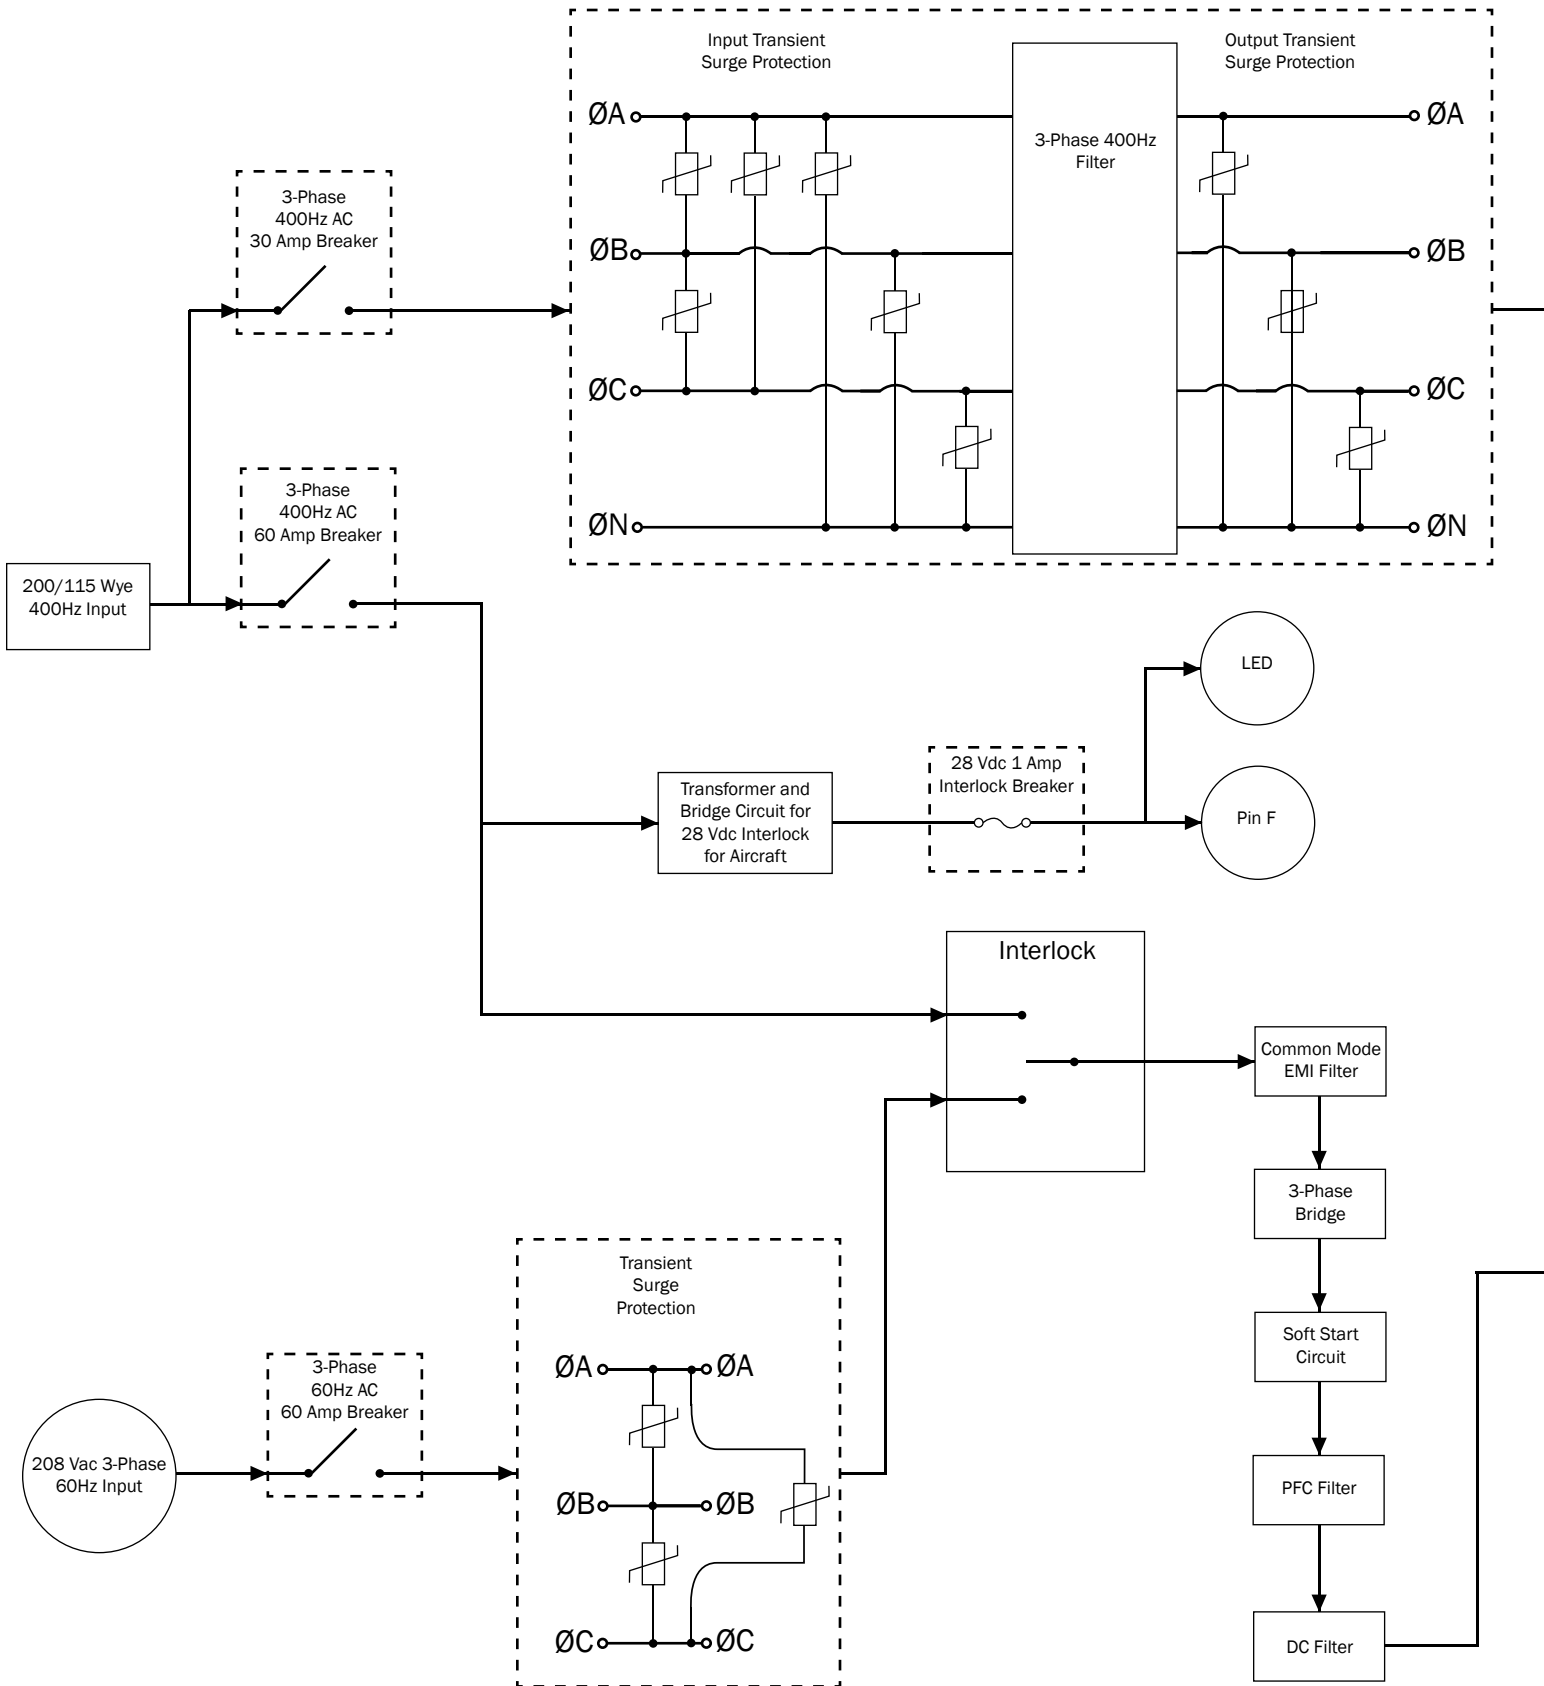 Input Transient
Surge Protection
Output Transient
Surge Protection
ØA
ØA
3-Phase 400Hz
Filter
3-Phase
400Hz AC
30 Amp Breaker
ØB
ØB
ØC
ØC
3-Phase
400Hz AC
60 Amp Breaker
ØN
ØN
200/115 Wye
400Hz Input
LED
28 Vdc 1 Amp
Interlock Breaker
Transformer and
Bridge Circuit for
28 Vdc Interlock
for Aircraft
Pin F
Interlock
Common Mode
EMI Filter
3-Phase
Bridge
Transient
Surge
Protection
Soft Start
Circuit
3-Phase
60Hz AC
60 Amp Breaker
ØA
ØA
208 Vac 3-Phase
60Hz Input
PFC Filter
ØB
ØB
ØC
ØC
DC Filter